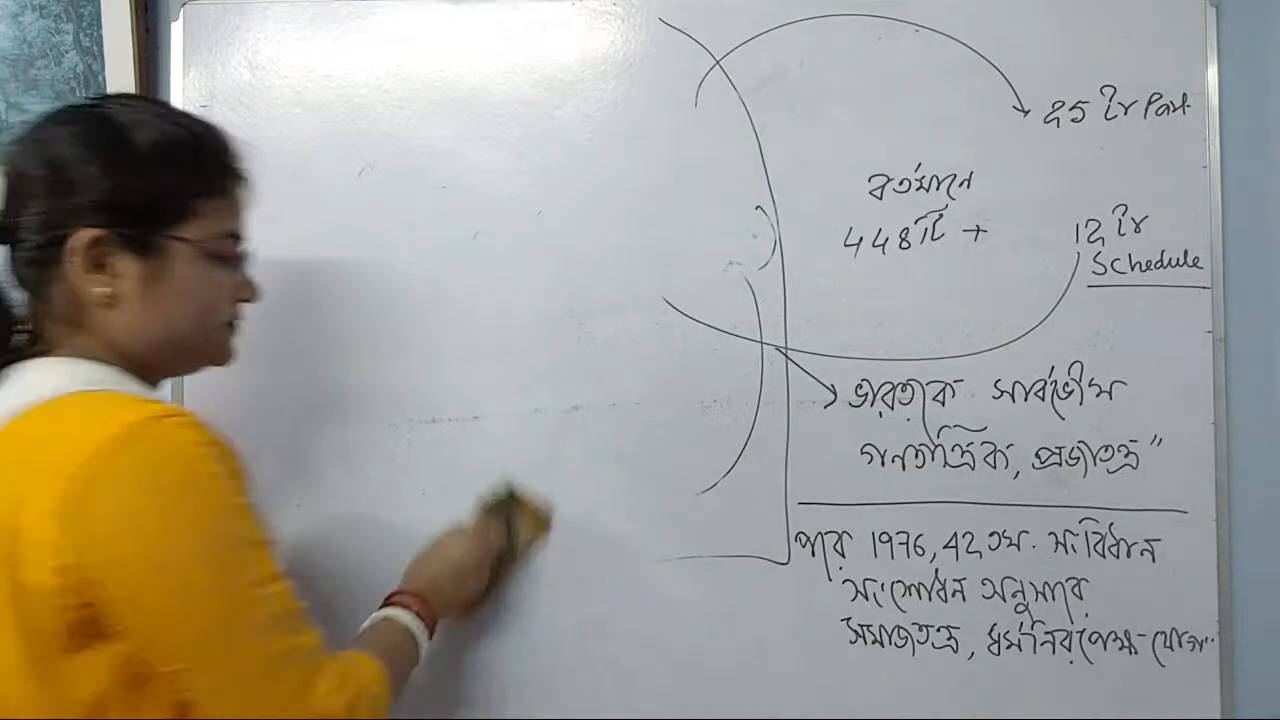 25 টি Part
বর্তমানে
448টি +
12 টি
Schedule
ভারতকে সার্বভৌম
গনতান্ত্রিক, প্রজাতন্ত্র"
পরে 1976, 42 তম. সংবিধান
সংশোধন অনুসারে
সমাজতন্ত্র, ধর্মনিরপেক্ষ-যোগ